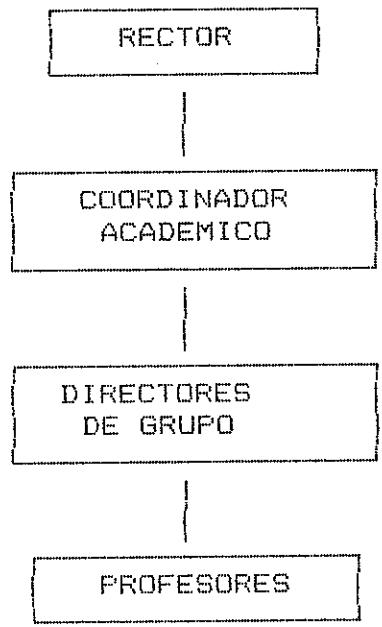 RECTOR
COORDINADOR
ACADEMICO
DIRECTORES
DE GRUPO
PROFESORES